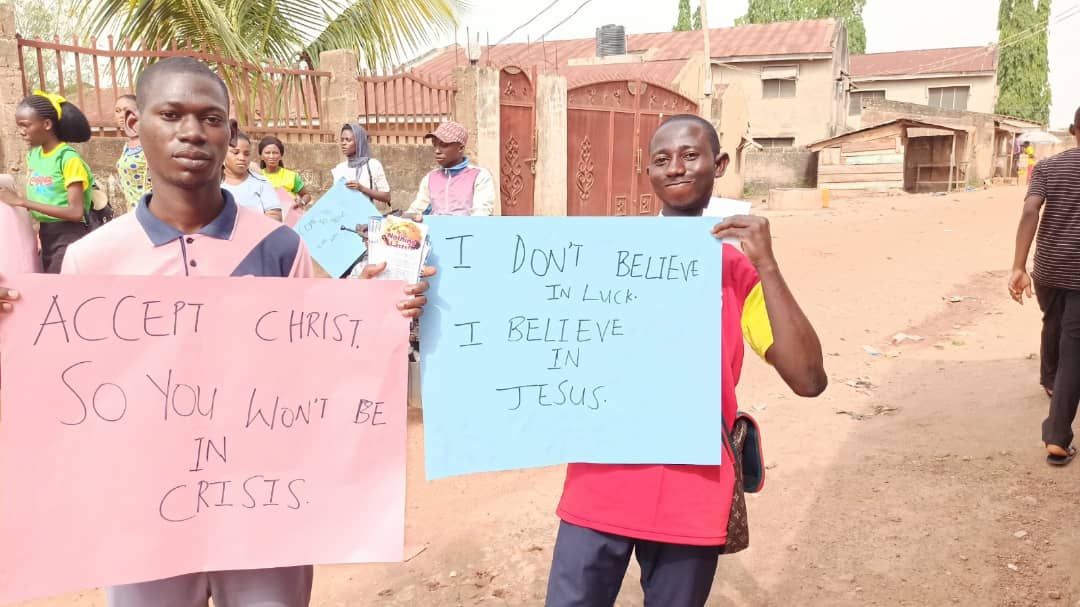 ACCEPT CHRIST.
SO YOU WON'T BE
IN
CRISIS.
I DON'T BELIEVE
IN LUCK.
I BELIEVE
IN
JESUS.